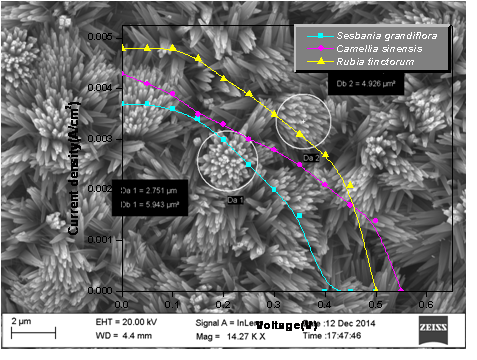 0.005
0.004
0.003
0.002
0.001
0.000
Current density(A/cm²)
Sesbania grandiflora
Camellia sinensis
Rubia tinctorum
Db 2 = 4.926 µm²
Da 2
Da 1 = 2.751 µm
Db 1 = 5.943 µm²
Da 1
0.0 0.1 0.2 0.3 0.4 0.5 0.6
Voltage(V)
2 µm
EHT = 20.00 kV
WD = 4.4 mm
Signal A = InLens
Mag = 14.27 K X
:12 Dec 2014
Time :17:47:46
ZEISS